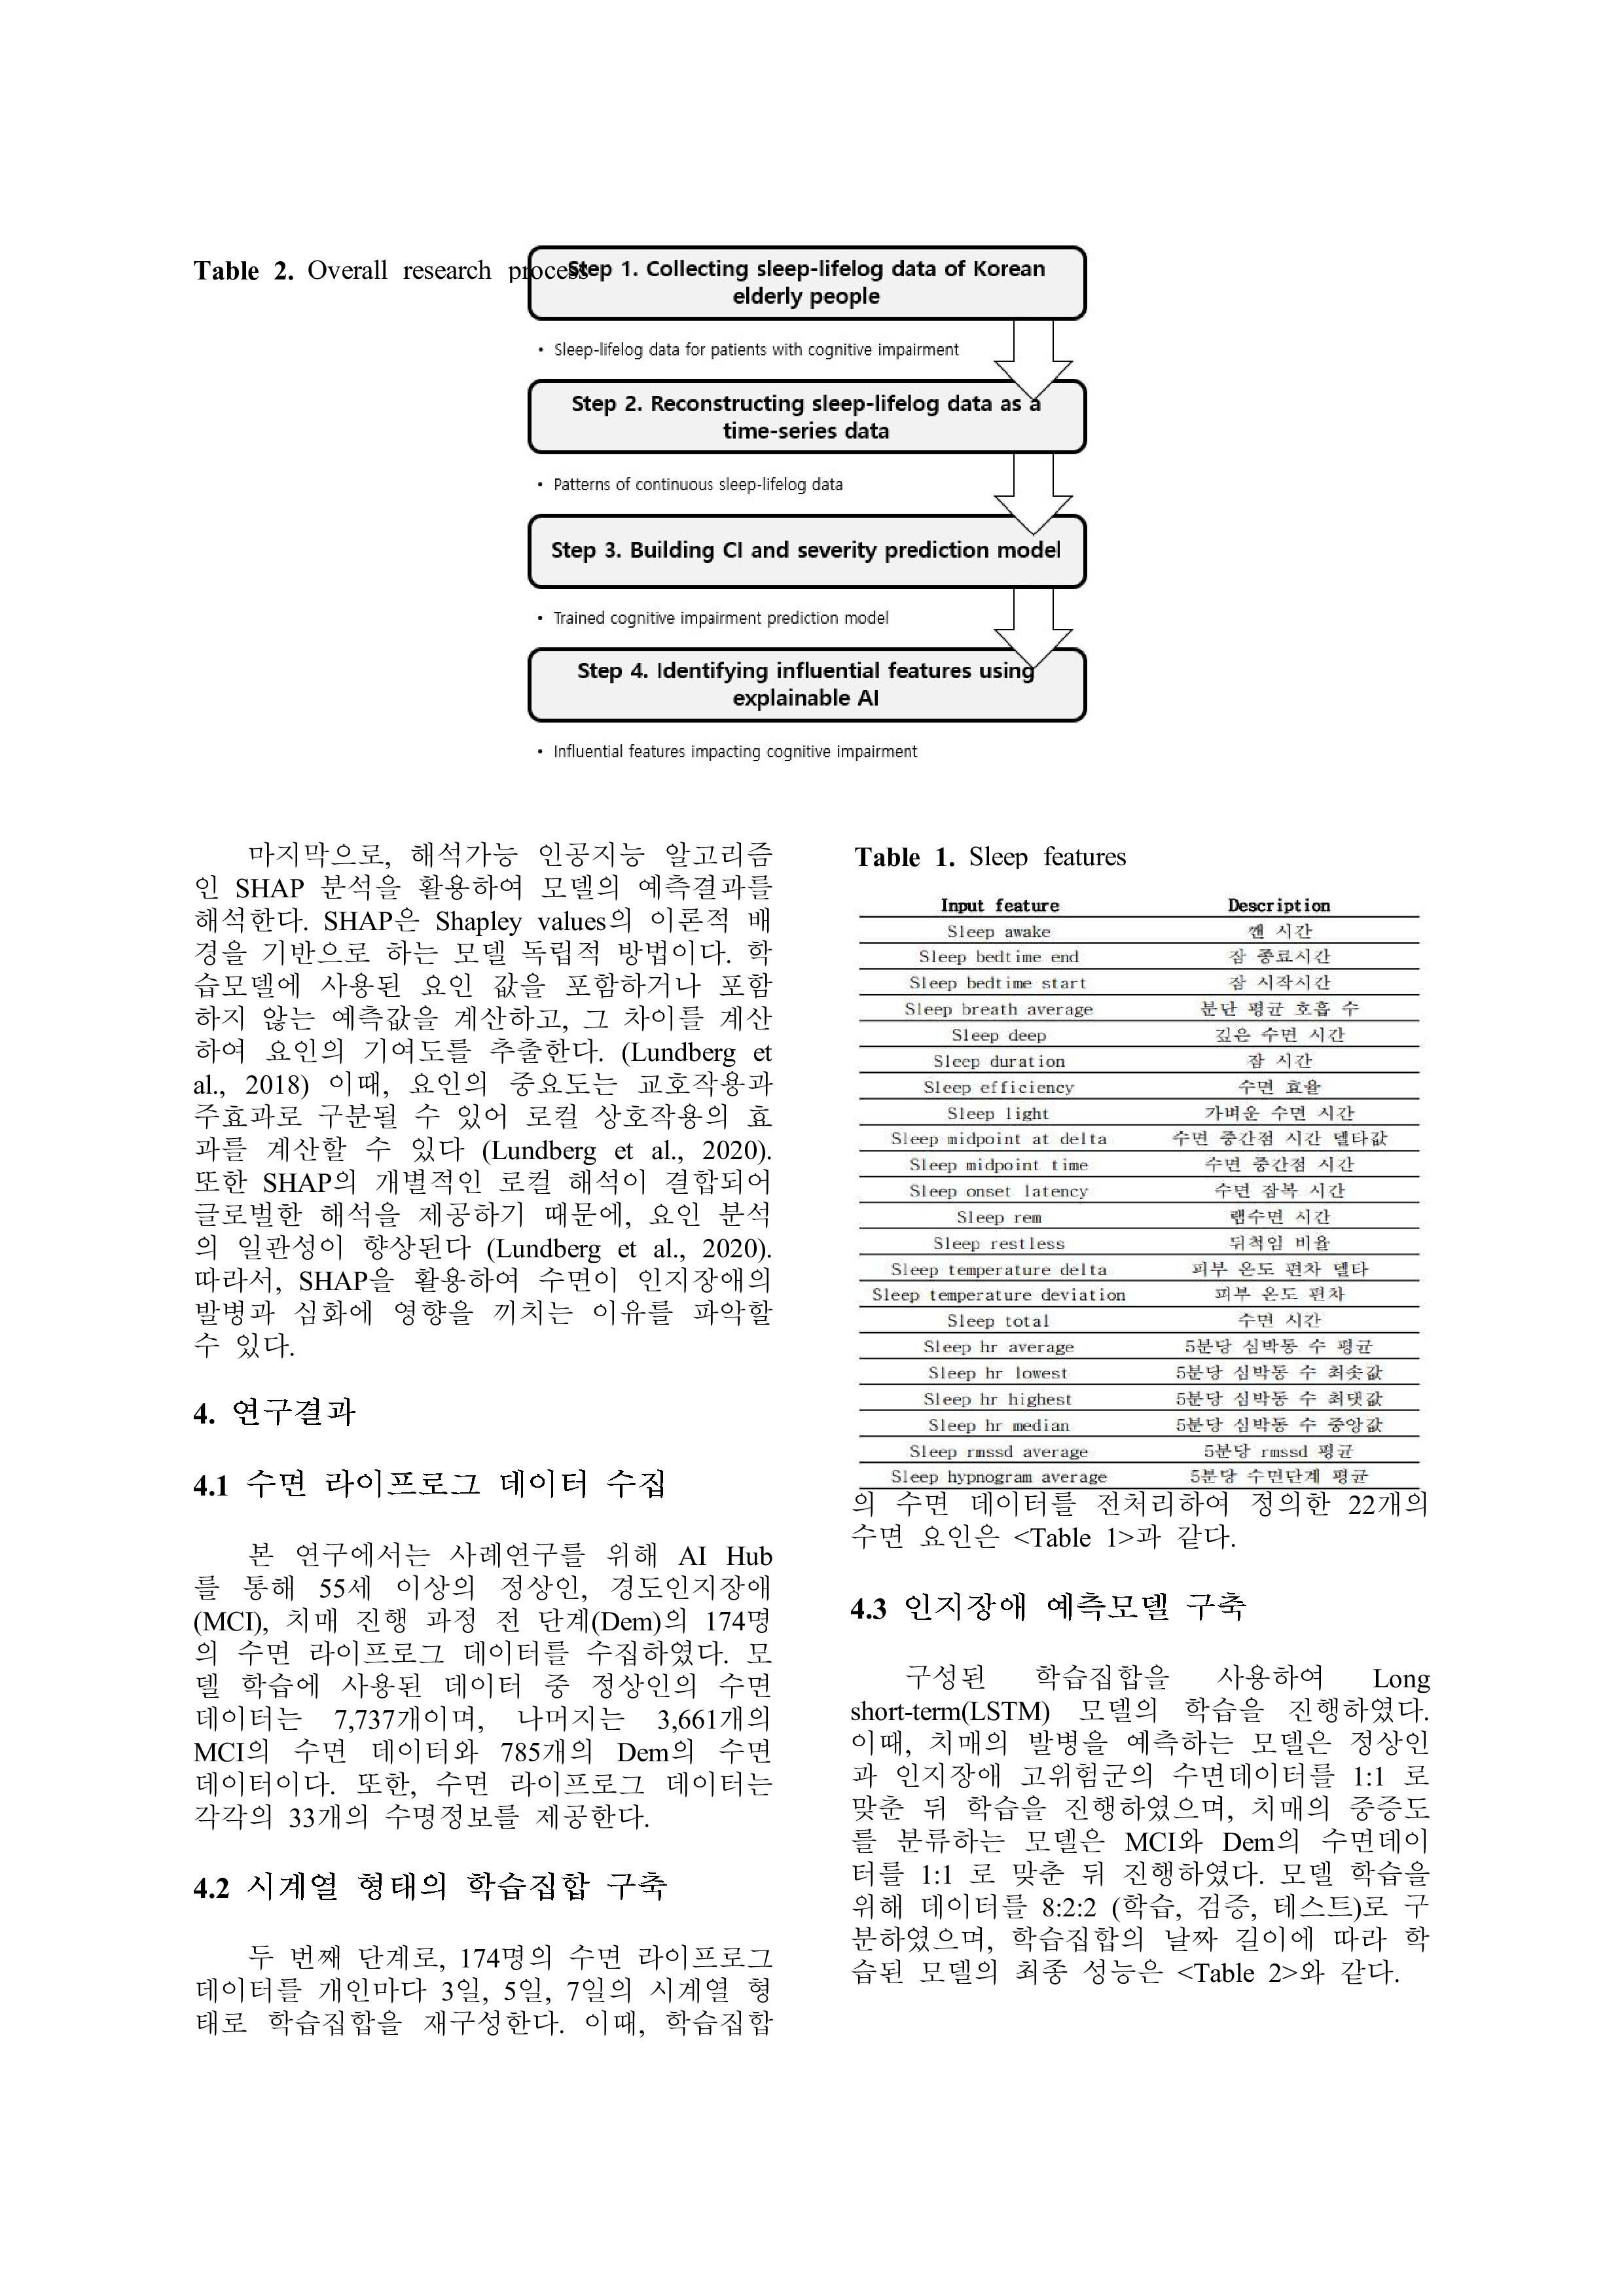 Table 2. Overall research process
Step 1. Collecting sleep-lifelog data of Korean
elderly people
• Sleep-lifelog data for patients with cognitive impairment
Step 2. Reconstructing sleep-lifelog data as a
time-series data
• Patterns of continuous sleep-lifelog data
Step 3. Building CI and severity prediction model
• Trained cognitive impairment prediction model
Step 4. Identifying influential features using
explainable AI
• Influential features impacting cognitive impairment
마지막으로, 해석가능 인공지능 알고리즘
인 SHAP 분석을 활용하여 모델의 예측결과를
해석한다. SHAP은 Shapley values의 이론적 배
경을 기반으로 하는 모델 독립적 방법이다. 학
습모델에 사용된 요인 값을 포함하거나 포함
하지 않는 예측값을 계산하고, 그 차이를 계산
하여 요인의 기여도를 추출한다. (Lundberg et
al., 2018) 이때, 요인의 중요도는 교호작용과
주효과로 구분될 수 있어 로컬 상호작용의 효
과를 계산할 수 있다 (Lundberg et al., 2020).
또한 SHAP의 개별적인 로컬 해석이 결합되어
글로벌한 해석을 제공하기 때문에, 요인 분석
의 일관성이 향상된다 (Lundberg et al., 2020).
따라서, SHAP을 활용하여 수면이 인지장애의
발병과 심화에 영향을 끼치는 이유를 파악할
수 있다.
4. 연구결과
4.1 수면 라이프로그 데이터 수집
본 연구에서는 사례연구를 위해 AI Hub
를 통해 55세 이상의 정상인, 경도인지장애
(MCI), 치매 진행 과정 전 단계(Dem)의 174명
의 수면 라이프로그 데이터를 수집하였다. 모
델 학습에 사용된 데이터 중 정상인의 수면
데이터는 7,737개이며, 나머지는 3,661개의
MCI의 수면 데이터와 785개의 Dem의 수면
데이터이다. 또한, 수면 라이프로그 데이터는
각각의 33개의 수명정보를 제공한다.
4.2 시계열 형태의 학습집합 구축
두 번째 단계로, 174명의 수면 라이프로그
데이터를 개인마다 3일, 5일, 7일의 시계열 형
태로 학습집합을 재구성한다. 이때, 학습집합
Table 1. Sleep features
Input feature Description
Sleep awake 깬 시간
Sleep bedtime end 잠 종료시간
Sleep bedtime start 잠 시작시간
Sleep breath average 분단 평균 호흡 수
Sleep deep 깊은 수면 시간
Sleep duration 잠 시간
Sleep efficiency 수면 효율
Sleep light 가벼운 수면 시간
Sleep midpoint at delta 수면 중간점 시간 델타값
Sleep midpoint time 수면 중간점 시간
Sleep onset latency 수면 잠복 시간
Sleep rem 램수면 시간
Sleep restless 뒤척임 비율
Sleep temperature delta 피부 온도 편차 델타
Sleep temperature deviation 피부 온도 편차
Sleep total 수면 시간
Sleep hr average 5분당 심박동 수 평균
Sleep hr lowest 5분당 심박동 수 최솟값
Sleep hr highest 5분당 심박동 수 최댓값
Sleep hr median 5분당 심박동 수 중앙값
Sleep rmssd average 5분당 rmssd 평균
Sleep hypnogram average 5분당 수면단계 평균
의 수면 데이터를 전처리하여 정의한 22개의
수면 요인은 <Table 1>과 같다.
4.3 인지장애 예측모델 구축
구성된 학습집합을 사용하여 Long
short-term(LSTM) 모델의 학습을 진행하였다.
이때, 치매의 발병을 예측하는 모델은 정상인
과 인지장애 고위험군의 수면데이터를 1:1 로
맞춘 뒤 학습을 진행하였으며, 치매의 중증도
를 분류하는 모델은 MCI와 Dem의 수면데이
터를 1:1 로 맞춘 뒤 진행하였다. 모델 학습을
위해 데이터를 8:2:2 (학습, 검증, 테스트)로 구
분하였으며, 학습집합의 날짜 길이에 따라 학
습된 모델의 최종 성능은 <Table 2>와 같다.